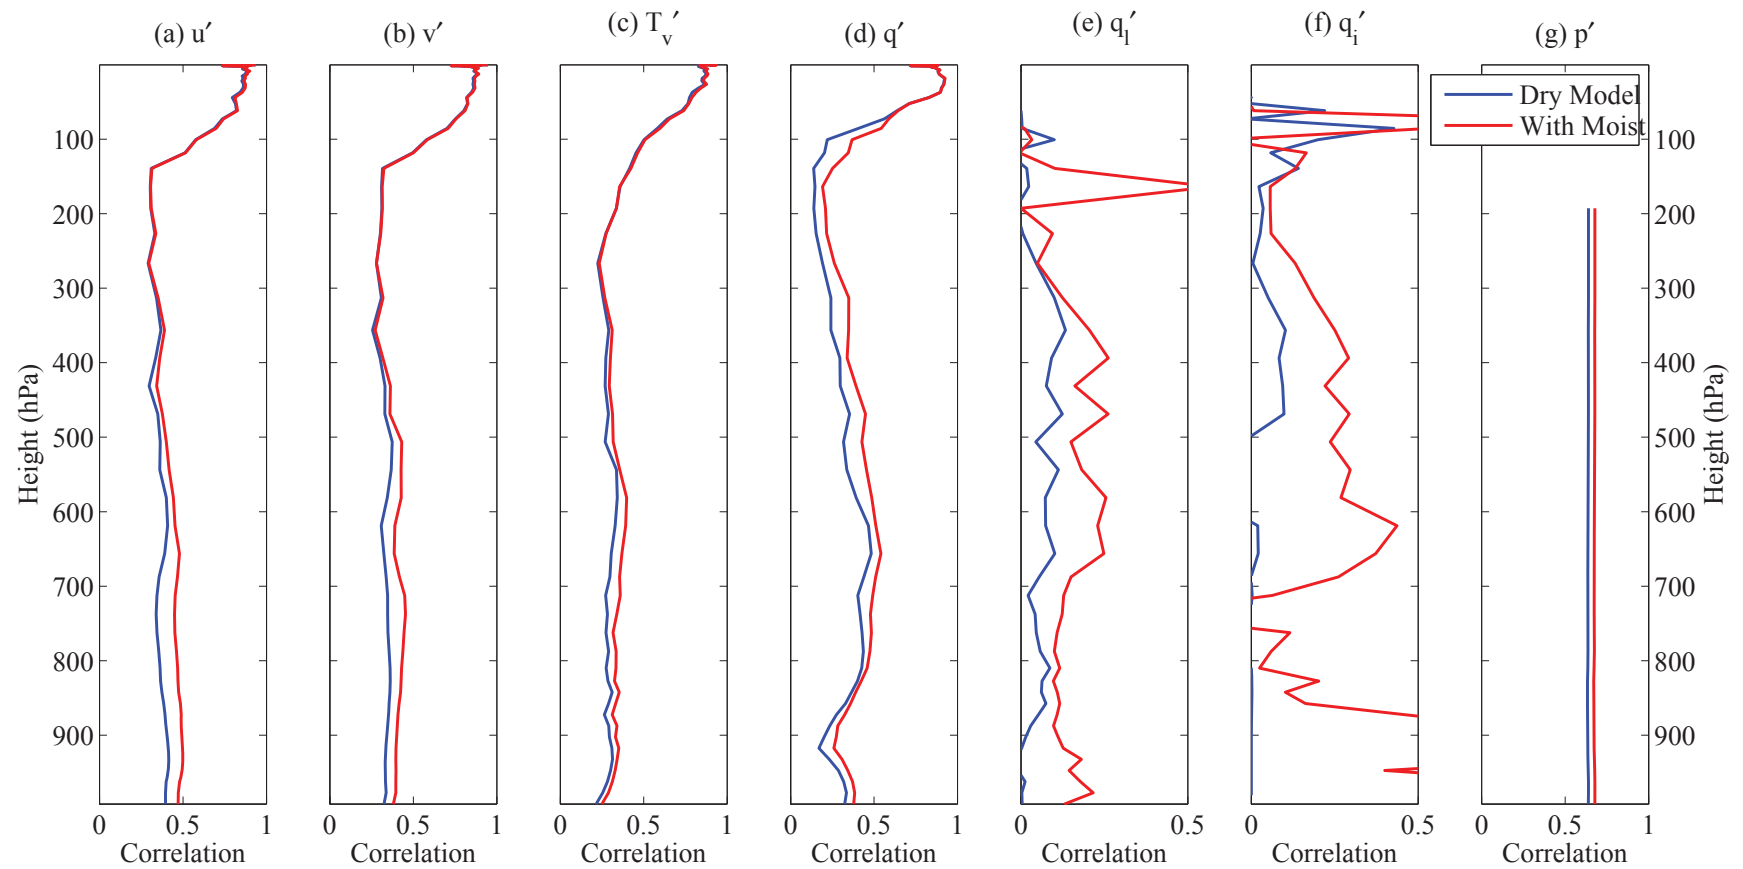 (a) u′
(b) v′
(c) Tv′
(d) q′
(e) ql′
(f) qi′
(g) p′
Dry Model
With Moist
Height (hPa)
100
200
300
400
500
600
700
800
900
0 0.5 1
Correlation
0 0.5 1
Correlation
0 0.5 1
Correlation
0 0.5 1
Correlation
0 0.5
Correlation
0 0.5
Correlation
0 0.5 1
Correlation
100
200
300
400
500
600
700
800
900
Height (hPa)